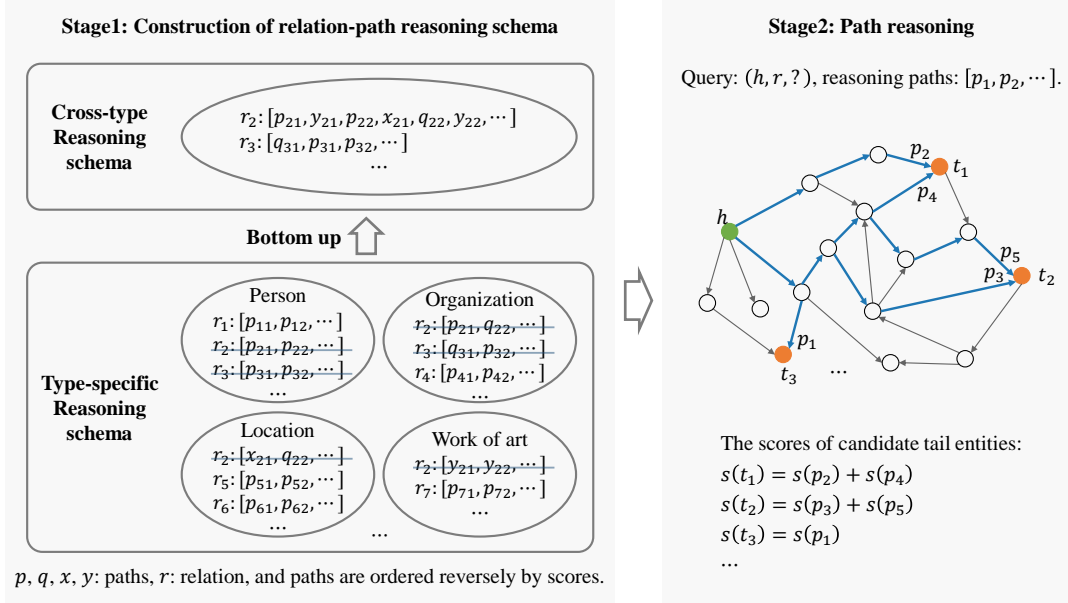 Stage1: Construction of relation-path reasoning schema
Cross-type
Reasoning
schema
r₂: [p₂₁, y₂₁, p₂₂, x₂₁, q₂₂, y₂₂, ⋯]
r₃: [q₃₁, p₃₁, p₃₂, ⋯]
...
Bottom up
Type-specific
Reasoning
schema
Person
r₁: [p₁₁, p₁₂, ⋯]
r₂: [p₂₁, p₂₂, ⋯]
r₃: [p₃₁, p₃₂, ⋯]
...
Organization
r₂: [p₂₁, q₂₂, ⋯]
r₃: [q₃₁, p₃₂, ⋯]
r₄: [p₄₁, p₄₂, ⋯]
...
Location
r₂: [x₂₁, q₂₂, ⋯]
r₅: [p₅₁, p₅₂, ⋯]
r₆: [p₆₁, p₆₂, ⋯]
...
Work of art
r₂: [y₂₁, y₂₂, ⋯]
r₇: [p₇₁, p₇₂, ⋯]
...
...
p, q, x, y: paths, r: relation, and paths are ordered reversely by scores.
Stage2: Path reasoning
Query: (h, r, ?), reasoning paths: [p₁, p₂, ⋯].
p₂
t₁
p₄
h
p₅
p₃
t₂
p₁
t₃
...
The scores of candidate tail entities:
s(t₁) = s(p₂) + s(p₄)
s(t₂) = s(p₃) + s(p₅)
s(t₃) = s(p₁)
...